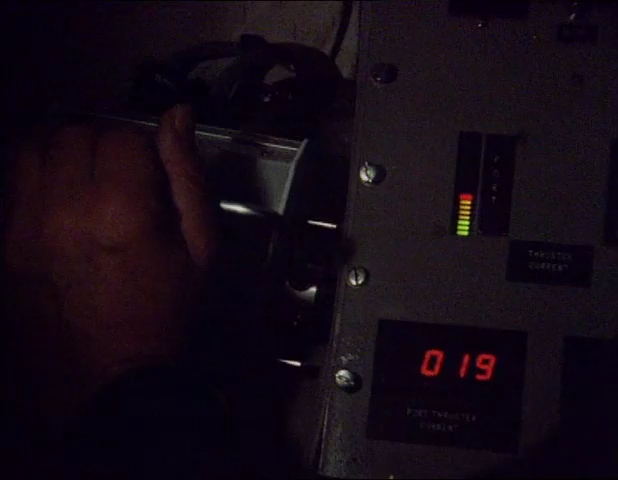 PORT
THRUSTER
CURRENT
019
PORT THRUSTER
CURRENT